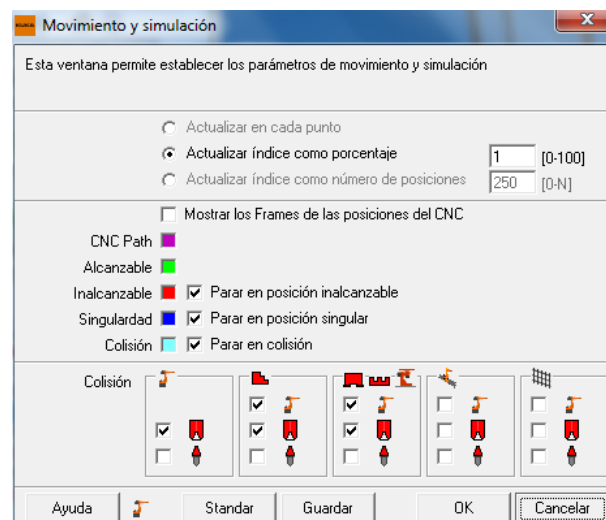 KUKA Movimiento y simulación
Esta ventana permite establecer los parámetros de movimiento y simulación
Actualizar en cada punto
Actualizar índice como porcentaje 1 [0-100]
Actualizar índice como número de posiciones 250 [0-N]
Mostrar los Frames de las posiciones del CNC
CNC Path
Alcanzable
Inalcanzable Parar en posición inalcanzable
Singulardad Parar en posición singular
Colisión Parar en colisión
Colisión
Ayuda Standar Guardar OK Cancelar